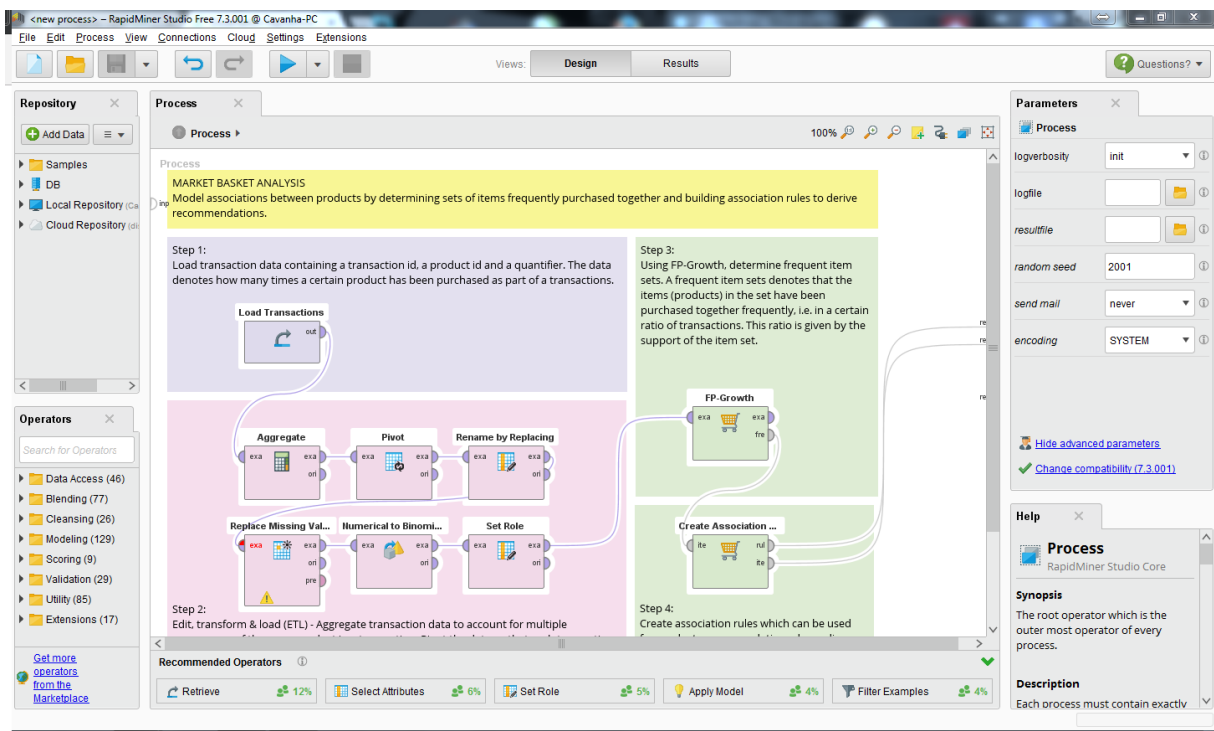 <new process> – RapidMiner Studio Free 7.3.001 @ Cavanha-PC
File Edit Process View Connections Cloud Settings Extensions
Views: Design Results Questions?
Repository
Add Data
Samples
DB
Local Repository (Ca
Cloud Repository (di
Operators
Search for Operators
Data Access (46)
Blending (77)
Cleansing (26)
Modeling (129)
Scoring (9)
Validation (29)
Utility (85)
Extensions (17)
Get more
operators
from the
Marketplace
Process
Process
100%
Process
inp
MARKET BASKET ANALYSIS
Model associations between products by determining sets of items frequently purchased together and building association rules to derive
recommendations.
Step 1:
Load transaction data containing a transaction id, a product id and a quantifier. The data
denotes how many times a certain product has been purchased as part of a transactions.
Load Transactions
out
Step 3:
Using FP-Growth, determine frequent item
sets. A frequent item sets denotes that the
items (products) in the set have been
purchased together frequently, i.e. in a certain
ratio of transactions. This ratio is given by the
support of the item set.
re
re
re
FP-Growth
exa exa
fre
Aggregate Pivot Rename by Replacing
exa exa exa exa exa exa
ori ori ori
Replace Missing Val... Numerical to Binomi... Set Role
exa exa exa exa exa exa
ori ori ori
pre
Create Association ...
ite rul
ite
Step 2:
Edit, transform & load (ETL) - Aggregate transaction data to account for multiple
Step 4:
Create association rules which can be used
Recommended Operators
Retrieve 12% Select Attributes 6% Set Role 5% Apply Model 4% Filter Examples 4%
Parameters
Process
logverbosity init
logfile
resultfile
random seed 2001
send mail never
encoding SYSTEM
Hide advanced parameters
Change compatibility (7.3.001)
Help
Process
RapidMiner Studio Core
Synopsis
The root operator which is the
outer most operator of every
process.
Description
Each process must contain exactly